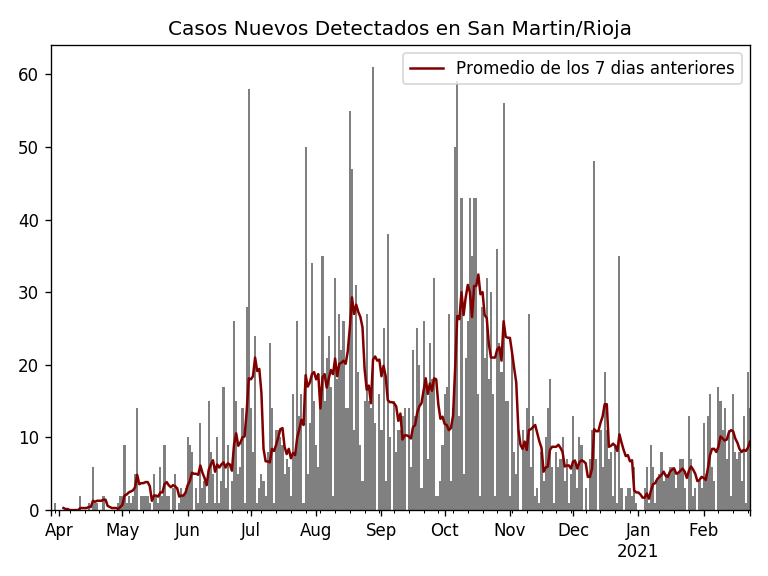 Casos Nuevos Detectados en San Martin/Rioja
Promedio de los 7 dias anteriores
60
50
40
30
20
10
0
Apr May Jun Jul Aug Sep Oct Nov Dec Jan Feb
2021